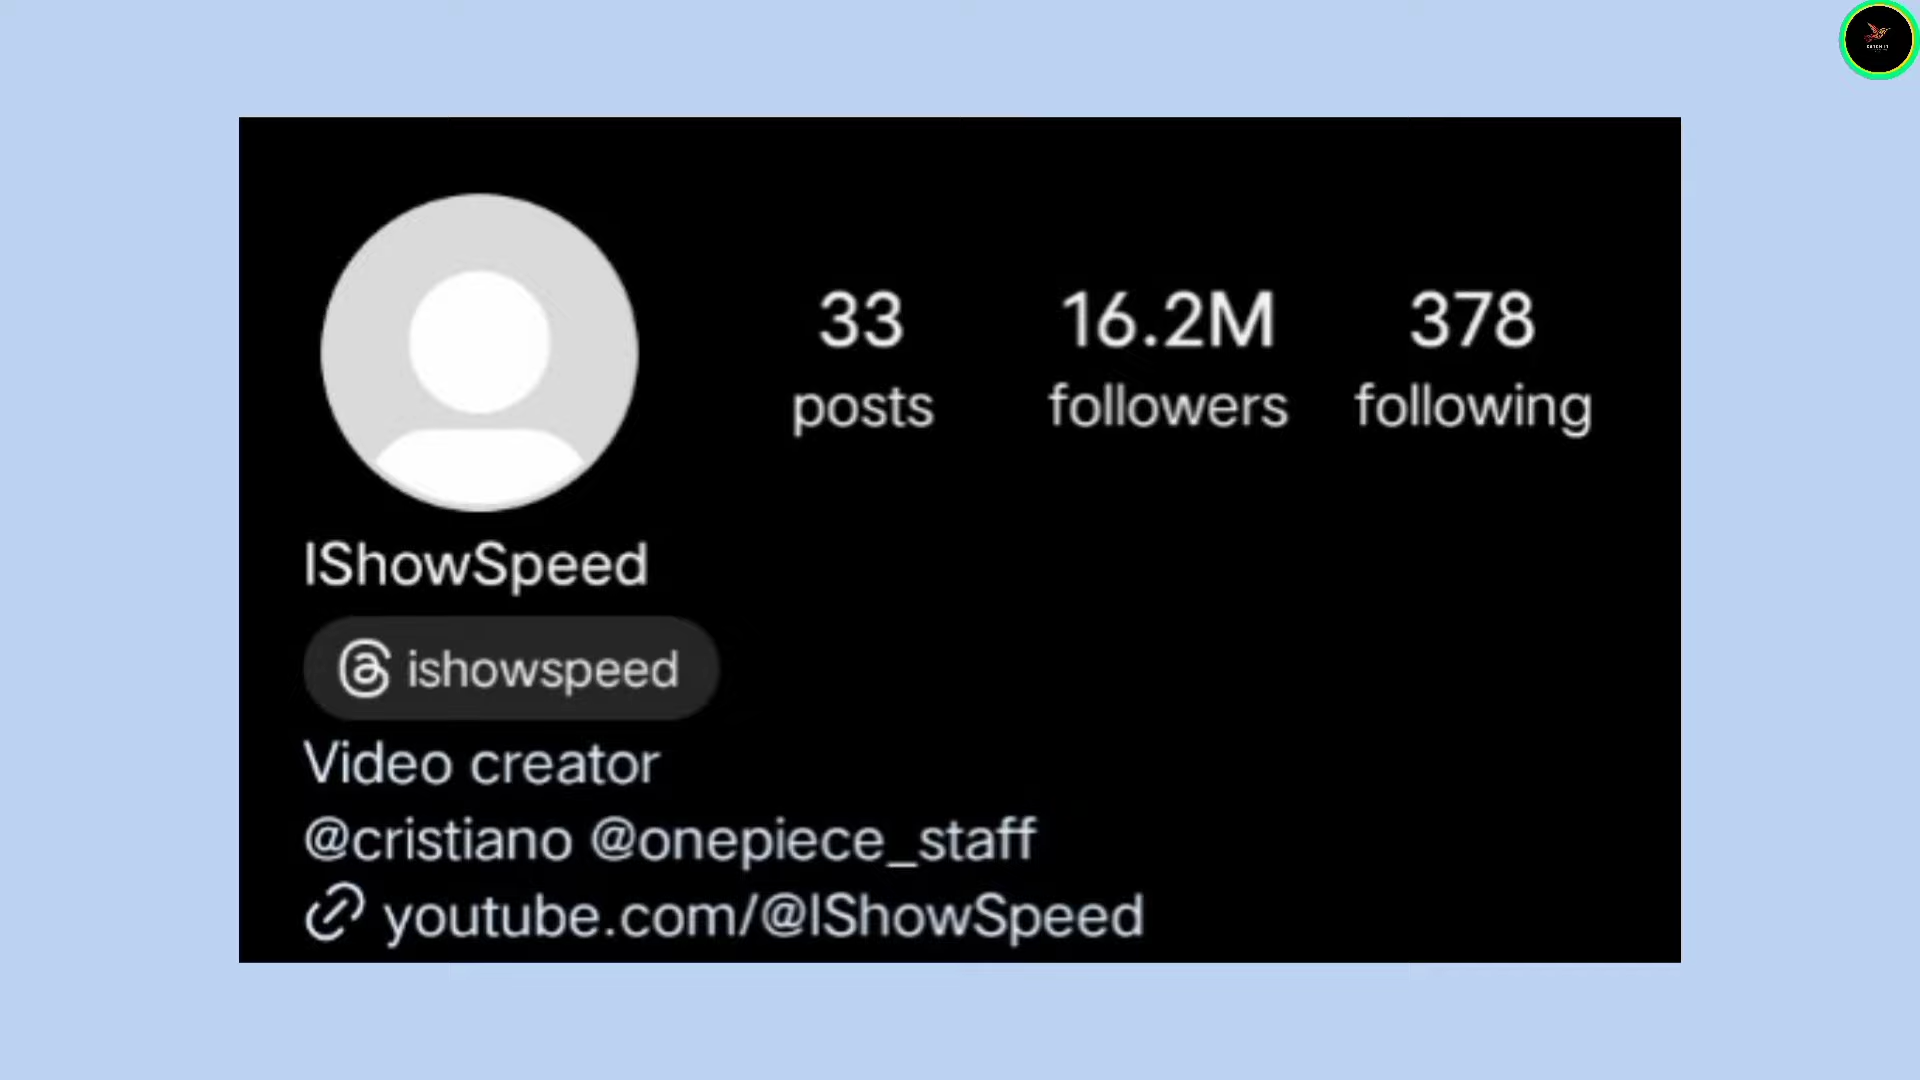 33 16.2M 378
posts followers following
IShowSpeed
ishowspeed
Video creator
@cristiano @onepiece_staff
youtube.com/@IShowSpeed